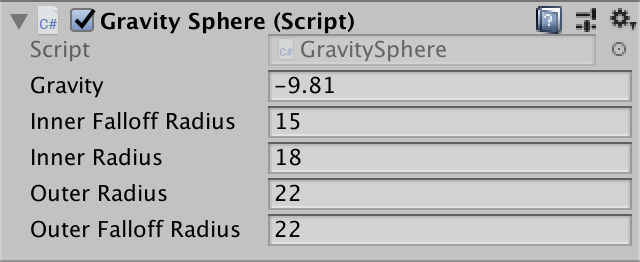 C# Gravity Sphere (Script)
Script C# GravitySphere
Gravity -9.81
Inner Falloff Radius 15
Inner Radius 18
Outer Radius 22
Outer Falloff Radius 22